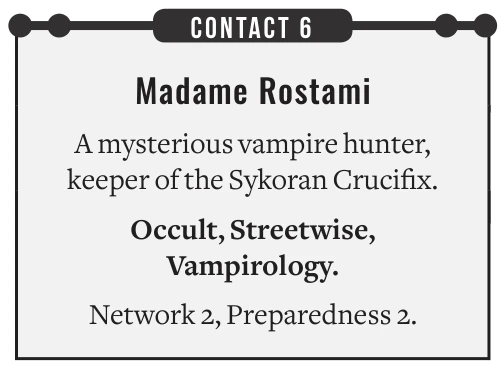 CONTACT 6
Madame Rostami
A mysterious vampire hunter,
keeper of the Sykoran Crucifix.
Occult, Streetwise,
Vampirology.
Network 2, Preparedness 2.